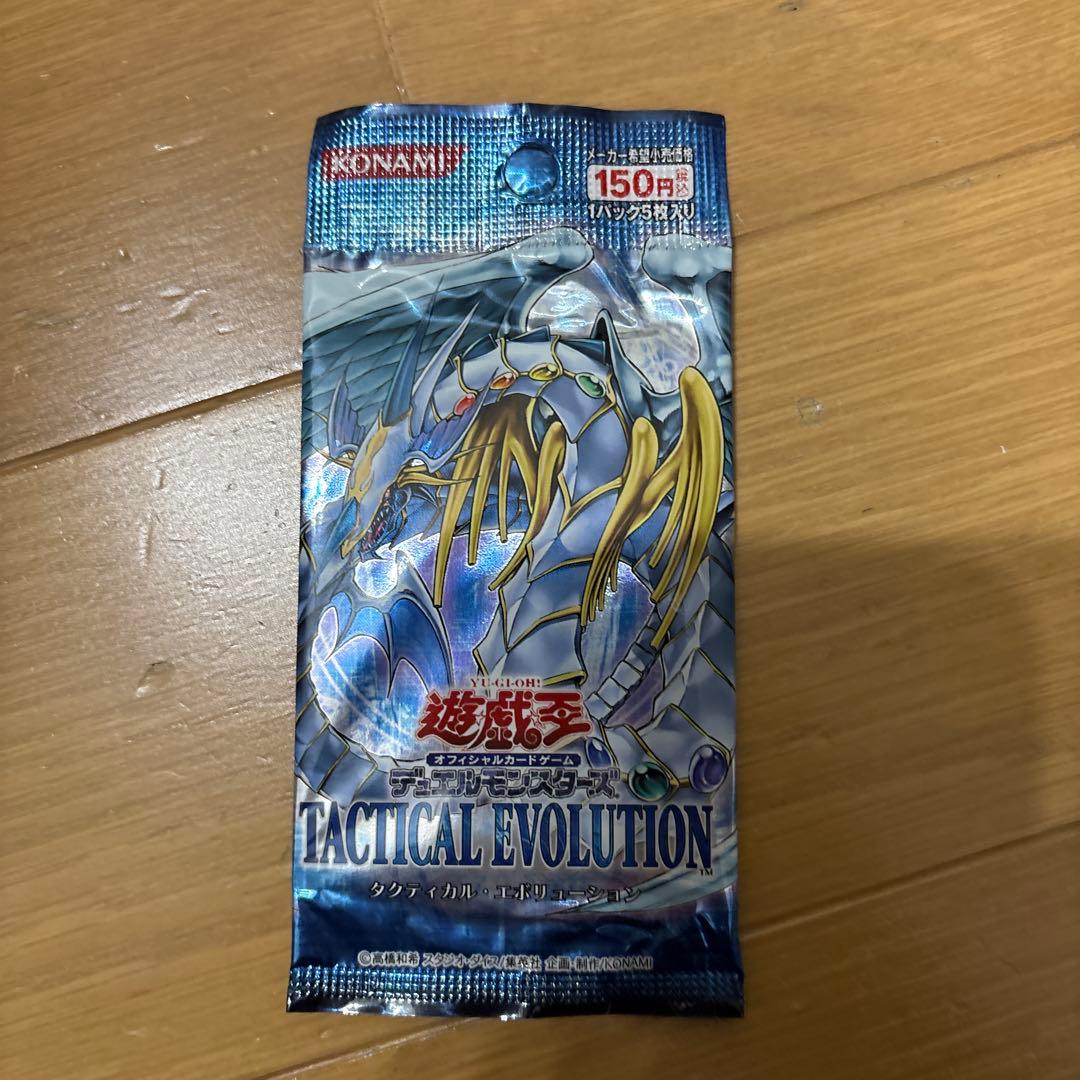 KONAMI
メーカー希望小売価格
150円 税込
1パック5枚入り
YU-GI-OH!
遊戯王
オフィシャルカードゲーム
デュエルモンスターズ
TACTICAL EVOLUTION™
タクティカル・エボリューション
©高橋和希 スタジオ・ダイス/集英社 企画・制作/KONAMI